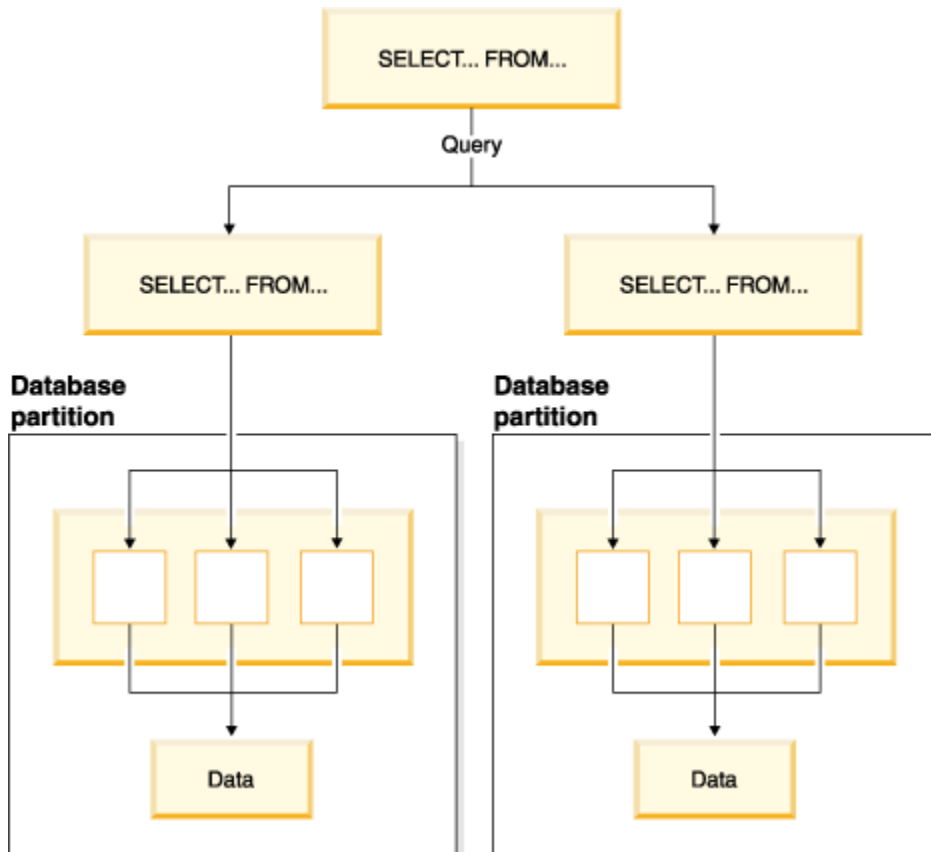 SELECT... FROM...
Query
SELECT... FROM...
SELECT... FROM...
Database
partition
Database
partition
Data
Data